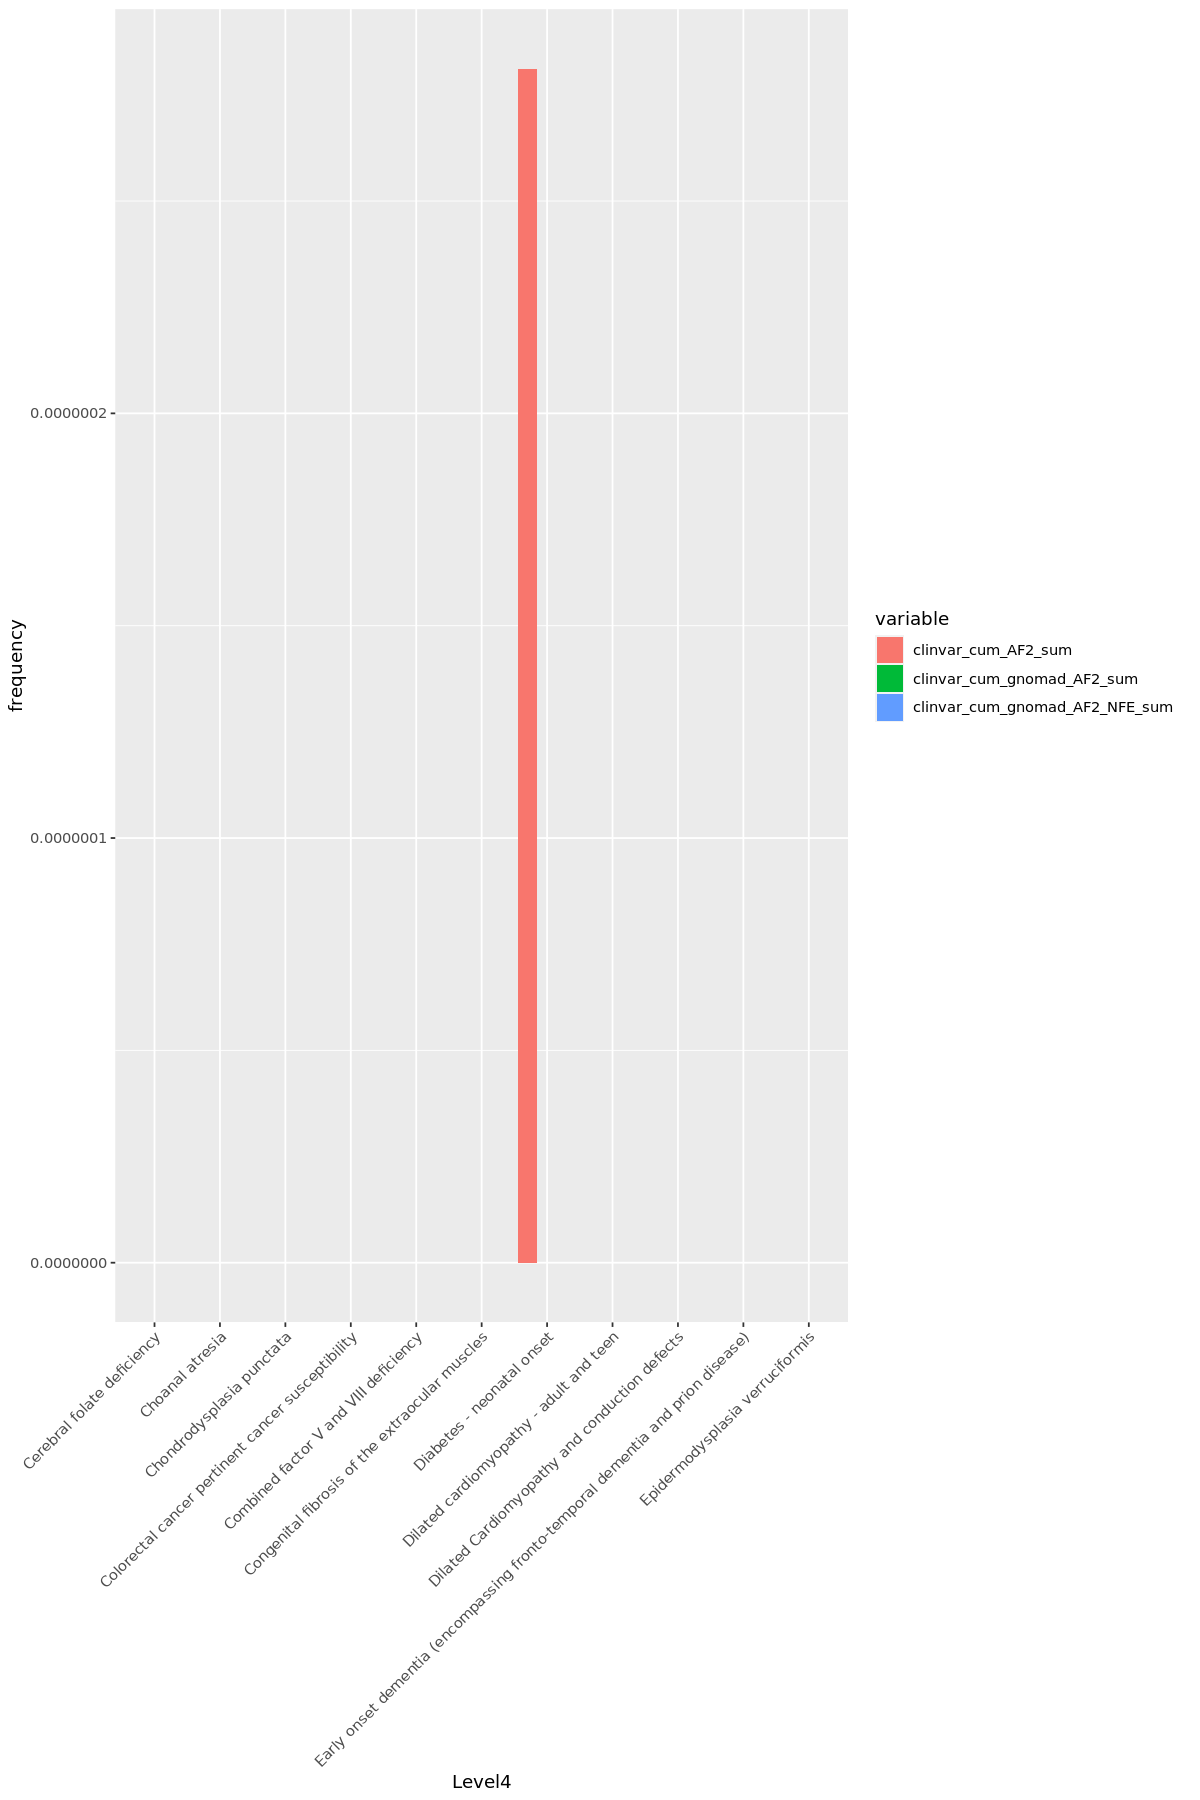 frequency
0.0000002
0.0000001
0.0000000
variable
clinvar_cum_AF2_sum
clinvar_cum_gnomad_AF2_sum
clinvar_cum_gnomad_AF2_NFE_sum
Cerebral folate deficiency
Choanal atresia
Chondrodysplasia punctata
Colorectal cancer pertinent cancer susceptibility
Combined factor V and VIII deficiency
Congenital fibrosis of the extraocular muscles
Diabetes - neonatal onset
Dilated cardiomyopathy - adult and teen
Dilated Cardiomyopathy and conduction defects
Early onset dementia (encompassing fronto-temporal dementia and prion disease)
Epidermodysplasia verruciformis
Level4